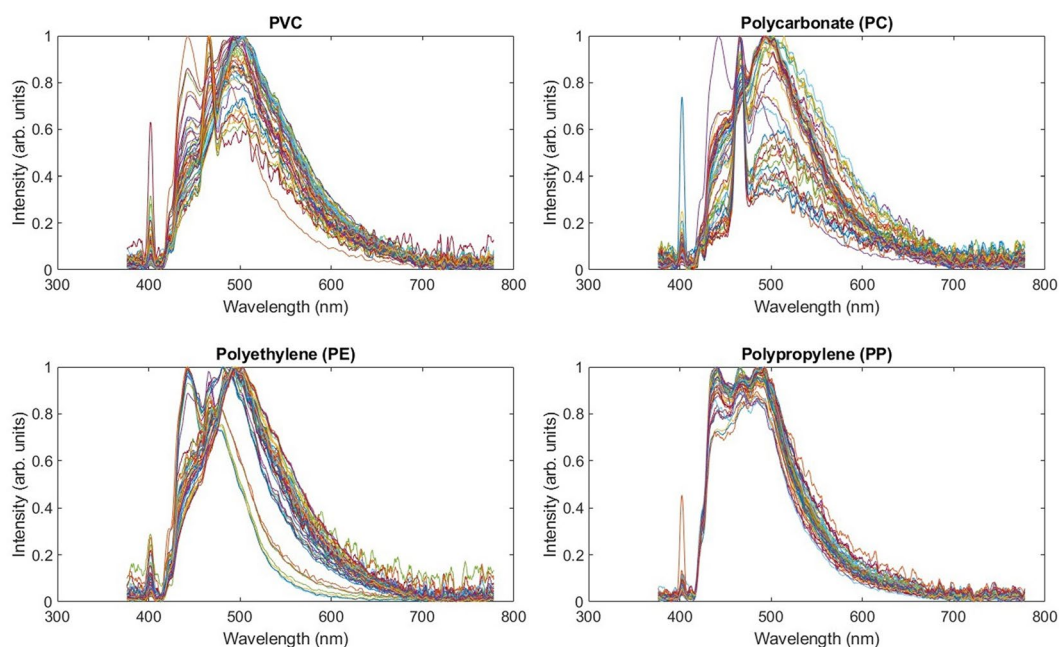 PVC
Polycarbonate (PC)
1
0.8
0.6
0.4
0.2
0
Intensity (arb. units)
300 400 500 600 700 800
Wavelength (nm)
1
0.8
0.6
0.4
0.2
0
Intensity (arb. units)
300 400 500 600 700 800
Wavelength (nm)
Polyethylene (PE)
Polypropylene (PP)
1
0.8
0.6
0.4
0.2
0
Intensity (arb. units)
300 400 500 600 700 800
Wavelength (nm)
1
0.8
0.6
0.4
0.2
0
Intensity (arb. units)
300 400 500 600 700 800
Wavelength (nm)